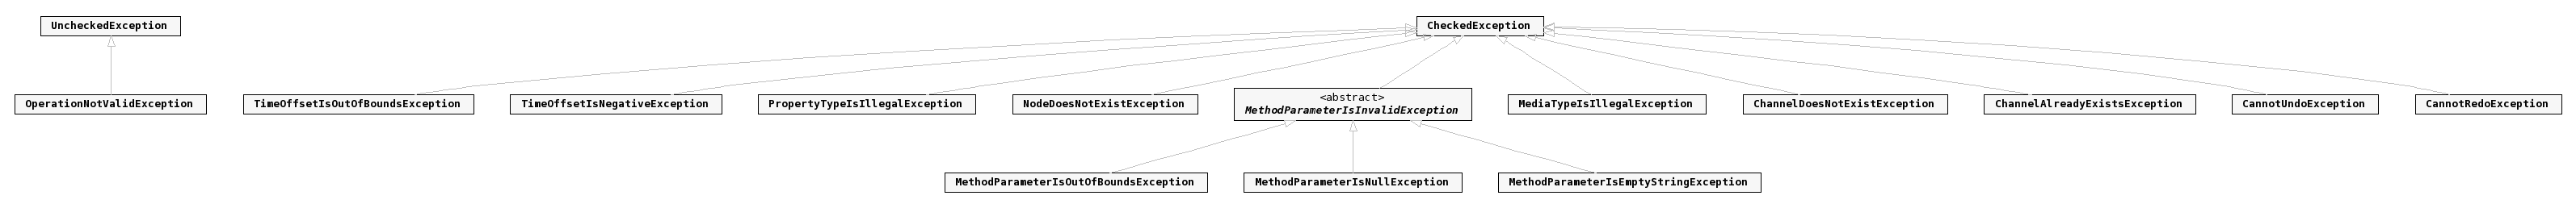 UncheckedException
CheckedException
OperationNotValidException
TimeOffsetIsOutOfBoundsException
TimeOffsetIsNegativeException
PropertyTypeIsIllegalException
NodeDoesNotExistException
<abstract>
MethodParameterIsInvalidException
MediaTypeIsIllegalException
ChannelDoesNotExistException
ChannelAlreadyExistsException
CannotUndoException
CannotRedoException
MethodParameterIsOutOfBoundsException
MethodParameterIsNullException
MethodParameterIsEmptyStringException